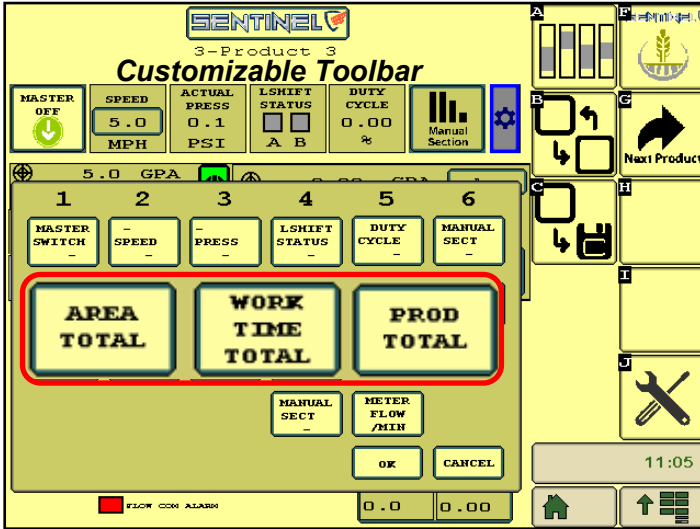 SENTINEL
3-Product 3
Customizable Toolbar
MASTER OFF
SPEED
5.0
MPH
ACTUAL PRESS
0.1
PSI
LSHIFT STATUS
A B
DUTY CYCLE
0.00
%
Manual Section
5.0 GPA
1 2 3 4 5 6
MASTER SWITCH –
– SPEED –
– PRESS –
LSHIFT STATUS –
DUTY CYCLE –
MANUAL SECT –
AREA TOTAL
WORK TIME TOTAL
PROD TOTAL
MANUAL SECT –
METER FLOW /MIN
OK
CANCEL
FLOW COM ALARM
0.0
0.00
A
F
B
G
Next Product
C
H
I
J
11:05